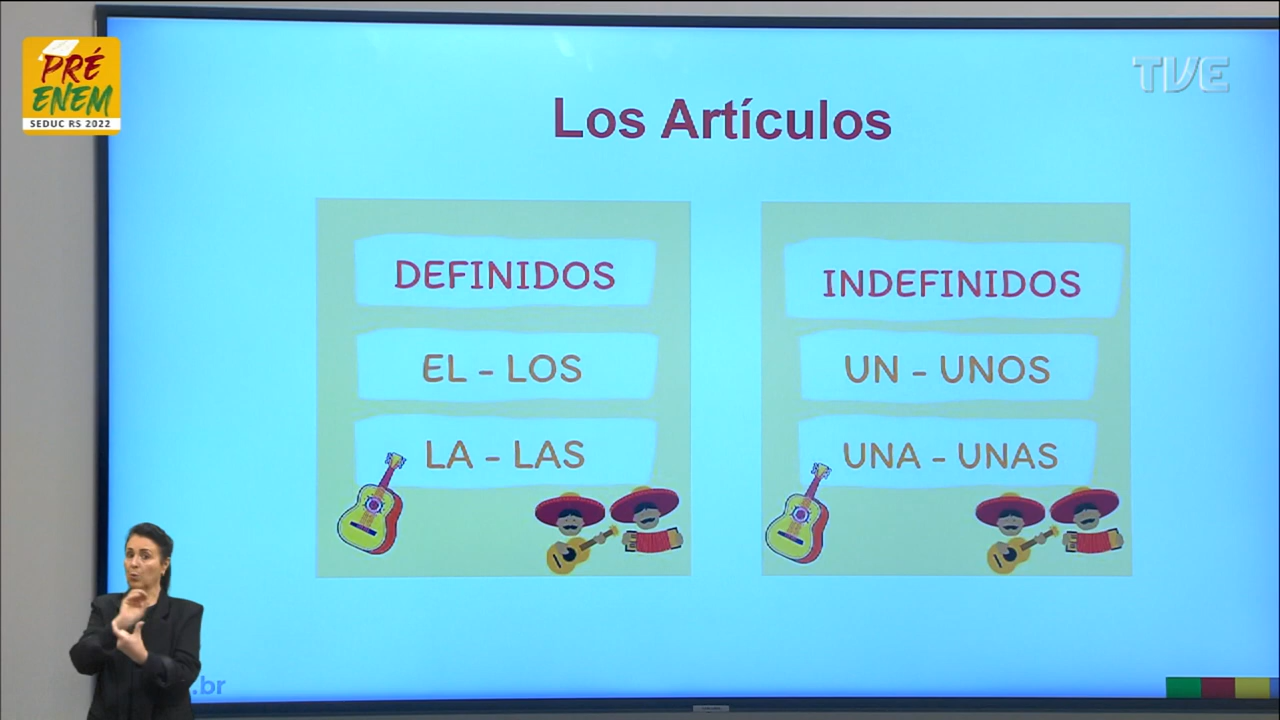 PRÉ
ENEM
SEDUC RS 2022
TVE
Los Artículos
DEFINIDOS
EL - LOS
LA - LAS
INDEFINIDOS
UN - UNOS
UNA - UNAS
.br